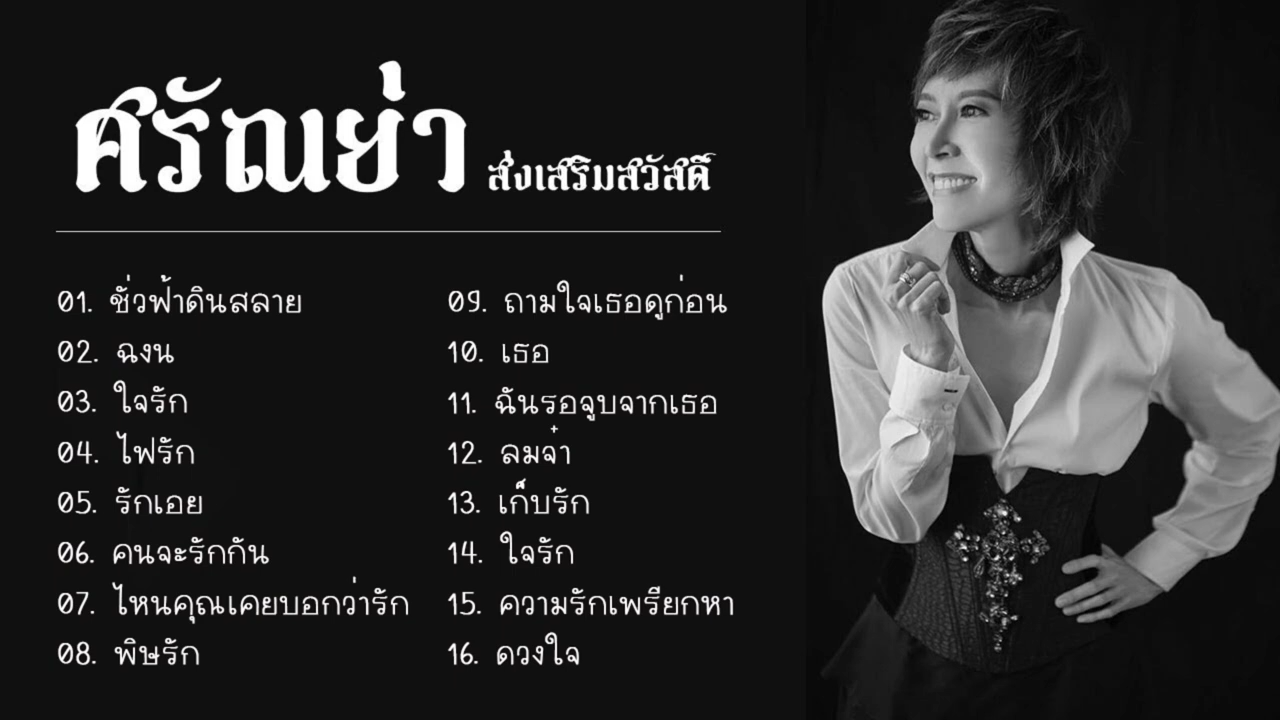 ศรัณย่า ส่งเสริมสวัสดิ์
01. ชั่วฟ้าดินสลาย
02. ฉงน
03. ใจรัก
04. ไฟรัก
05. รักเอย
06. คนจะรักกัน
07. ไหนคุณเคยบอกว่ารัก
08. พิษรัก
09. ถามใจเธอดูก่อน
10. เธอ
11. ฉันรอจูบจากเธอ
12. ลมจ๋า
13. เก็บรัก
14. ใจรัก
15. ความรักเพรียกหา
16. ดวงใจ